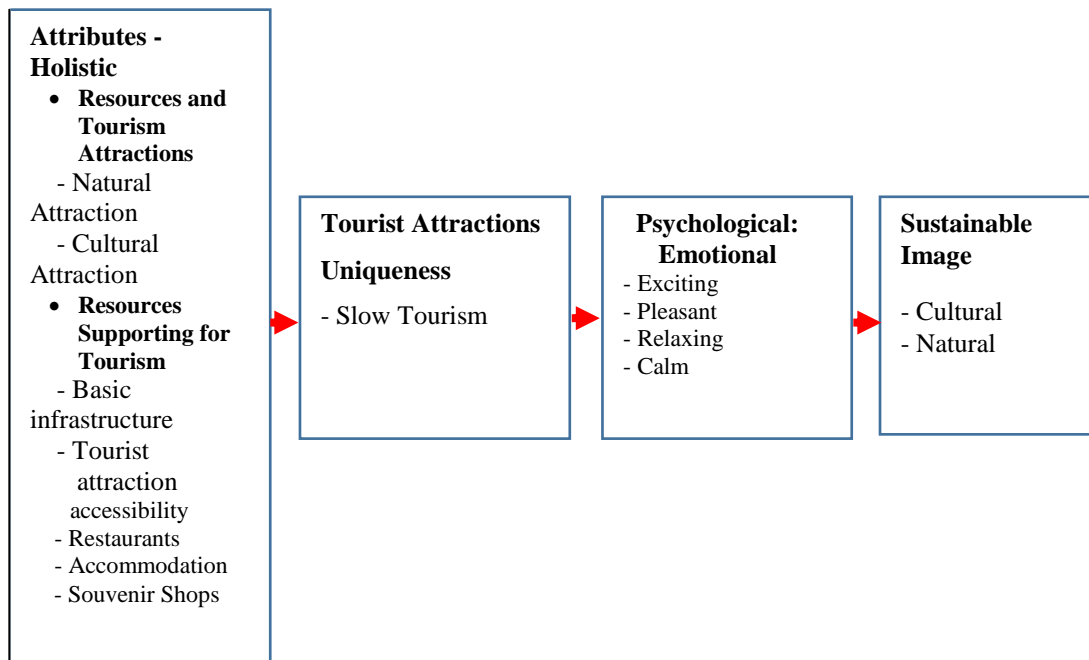 Attributes -
Holistic
• Resources and
Tourism
Attractions
- Natural
Attraction
- Cultural
Attraction
• Resources
Supporting for
Tourism
- Basic
infrastructure
- Tourist
attraction
accessibility
- Restaurants
- Accommodation
- Souvenir Shops
Tourist Attractions
Uniqueness
- Slow Tourism
Psychological:
Emotional
- Exciting
- Pleasant
- Relaxing
- Calm
Sustainable
Image
- Cultural
- Natural